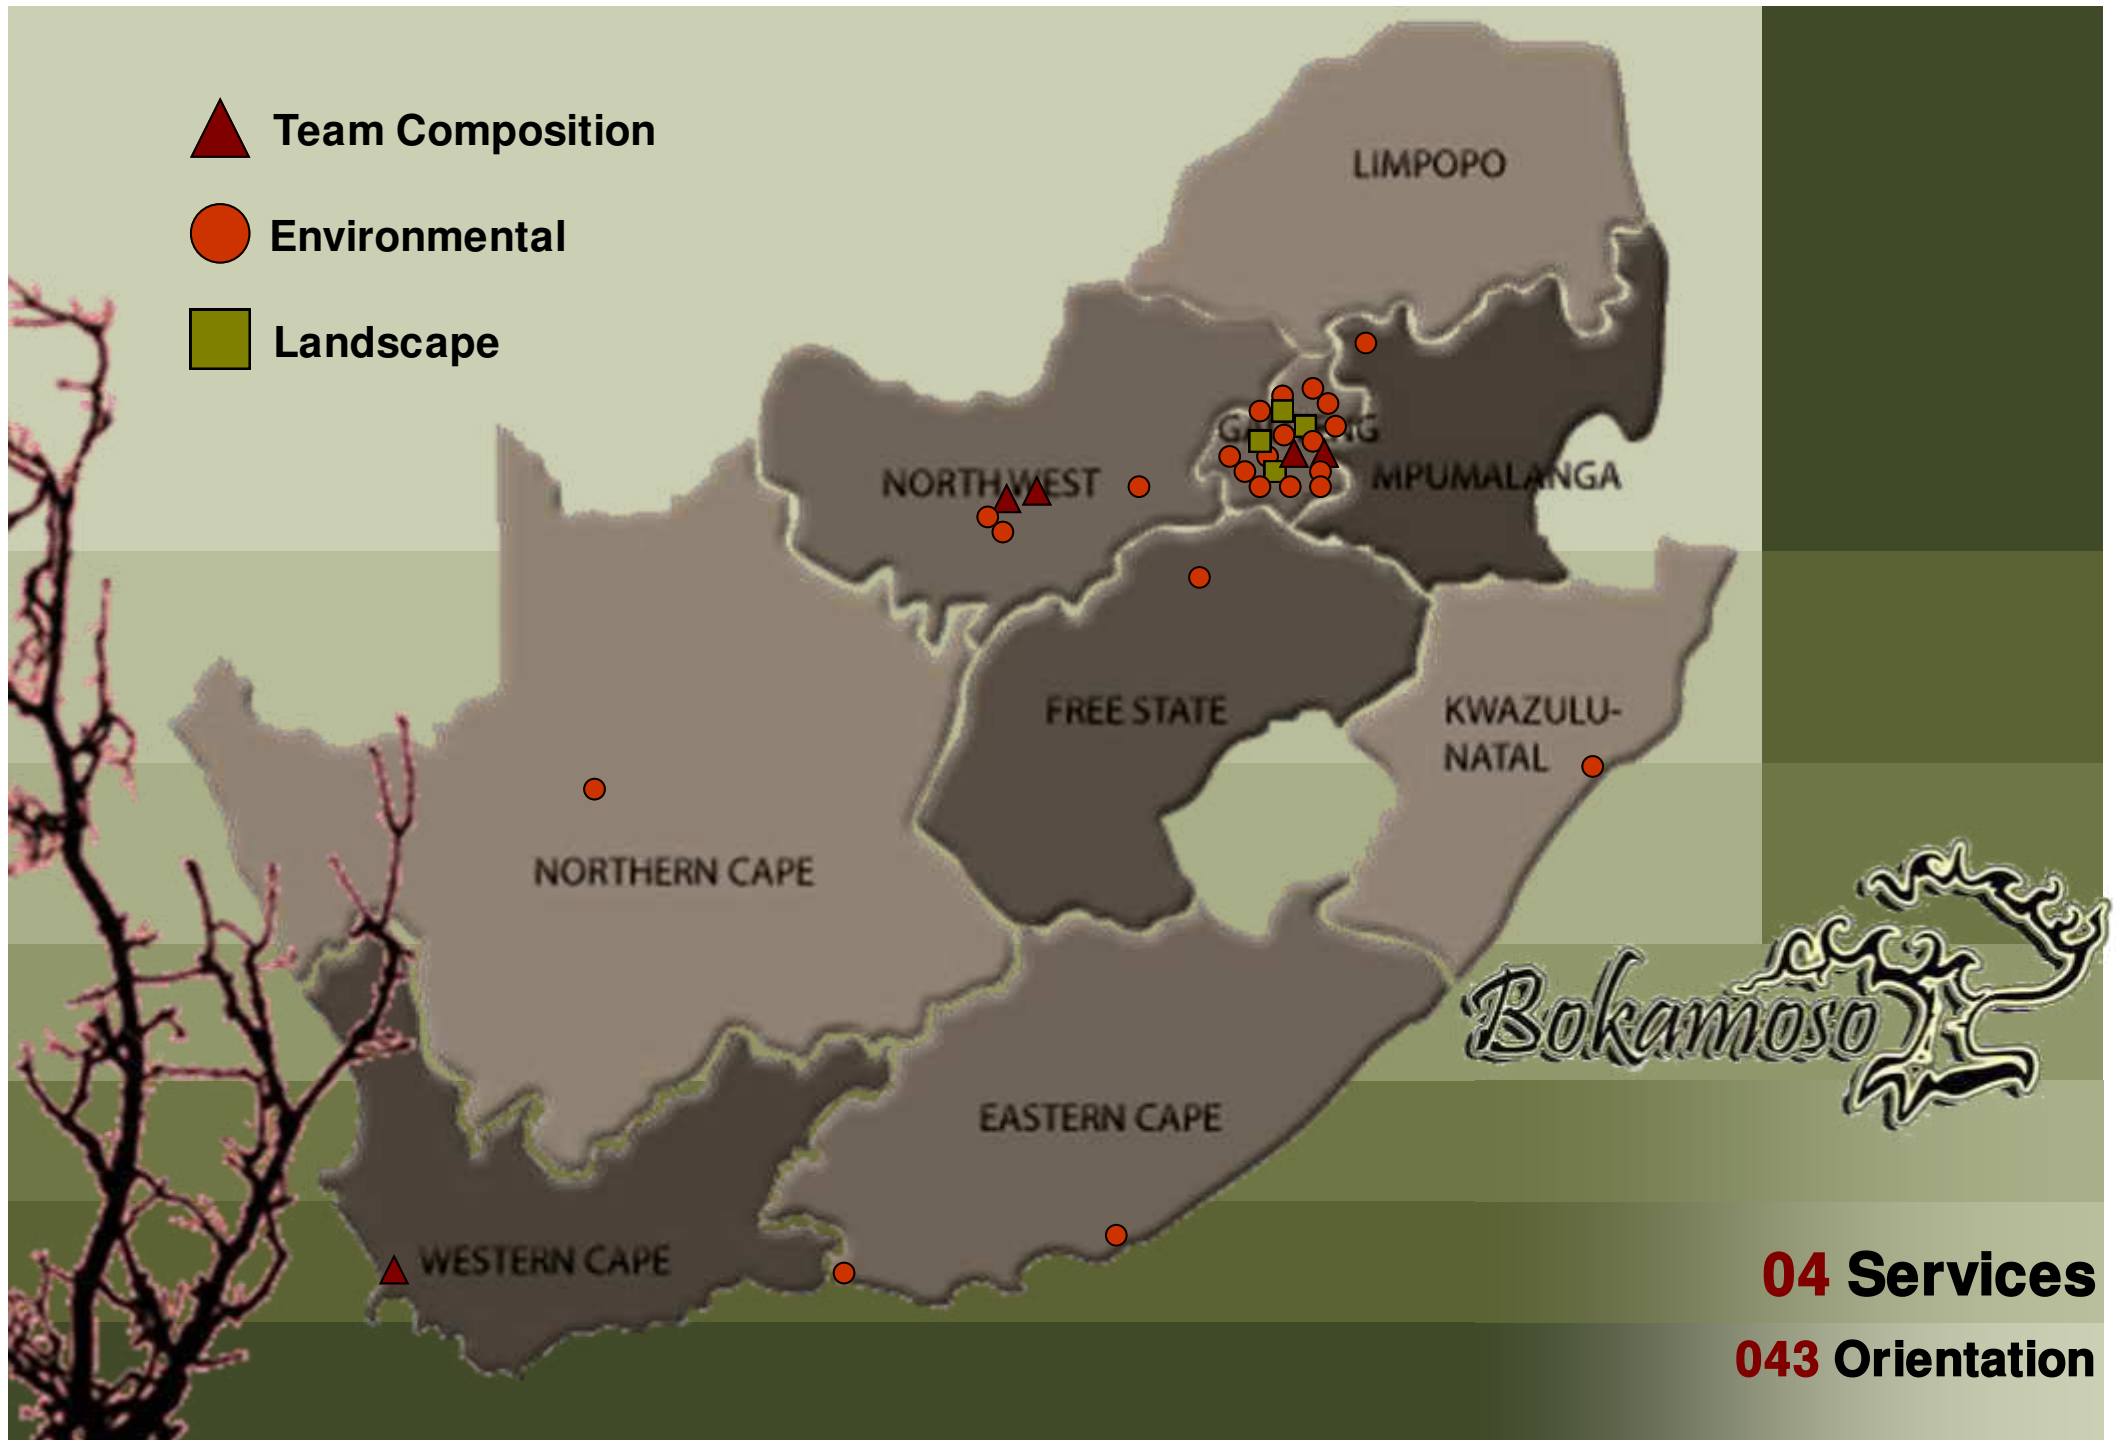 Team Composition
Environmental
Landscape
LIMPOPO
GAUTENG
MPUMALANGA
NORTH WEST
FREE STATE
KWAZULU-
NATAL
NORTHERN CAPE
EASTERN CAPE
WESTERN CAPE
Bokamoso
04 Services
043 Orientation